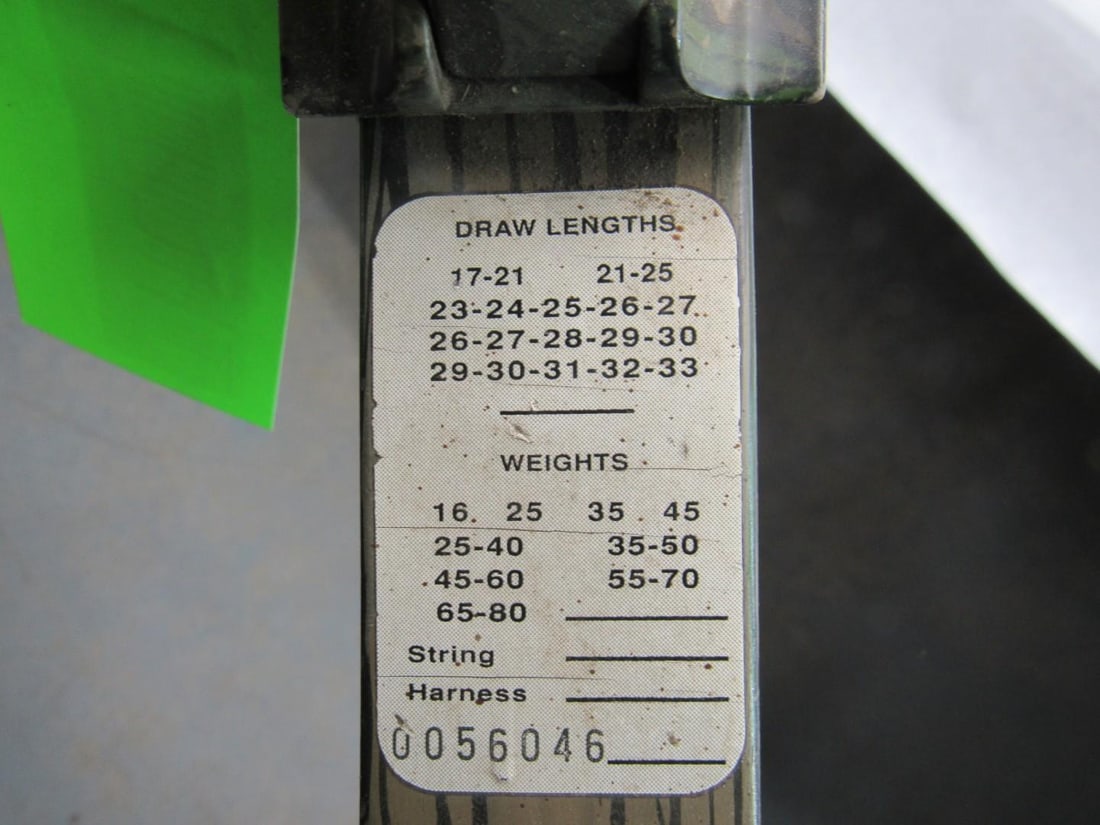 DRAW LENGTHS
17-21 21-25
23-24-25-26-27
26-27-28-29-30
29-30-31-32-33
WEIGHTS
16 25 35 45
25-40 35-50
45-60 55-70
65-80
String
Harness
0056046